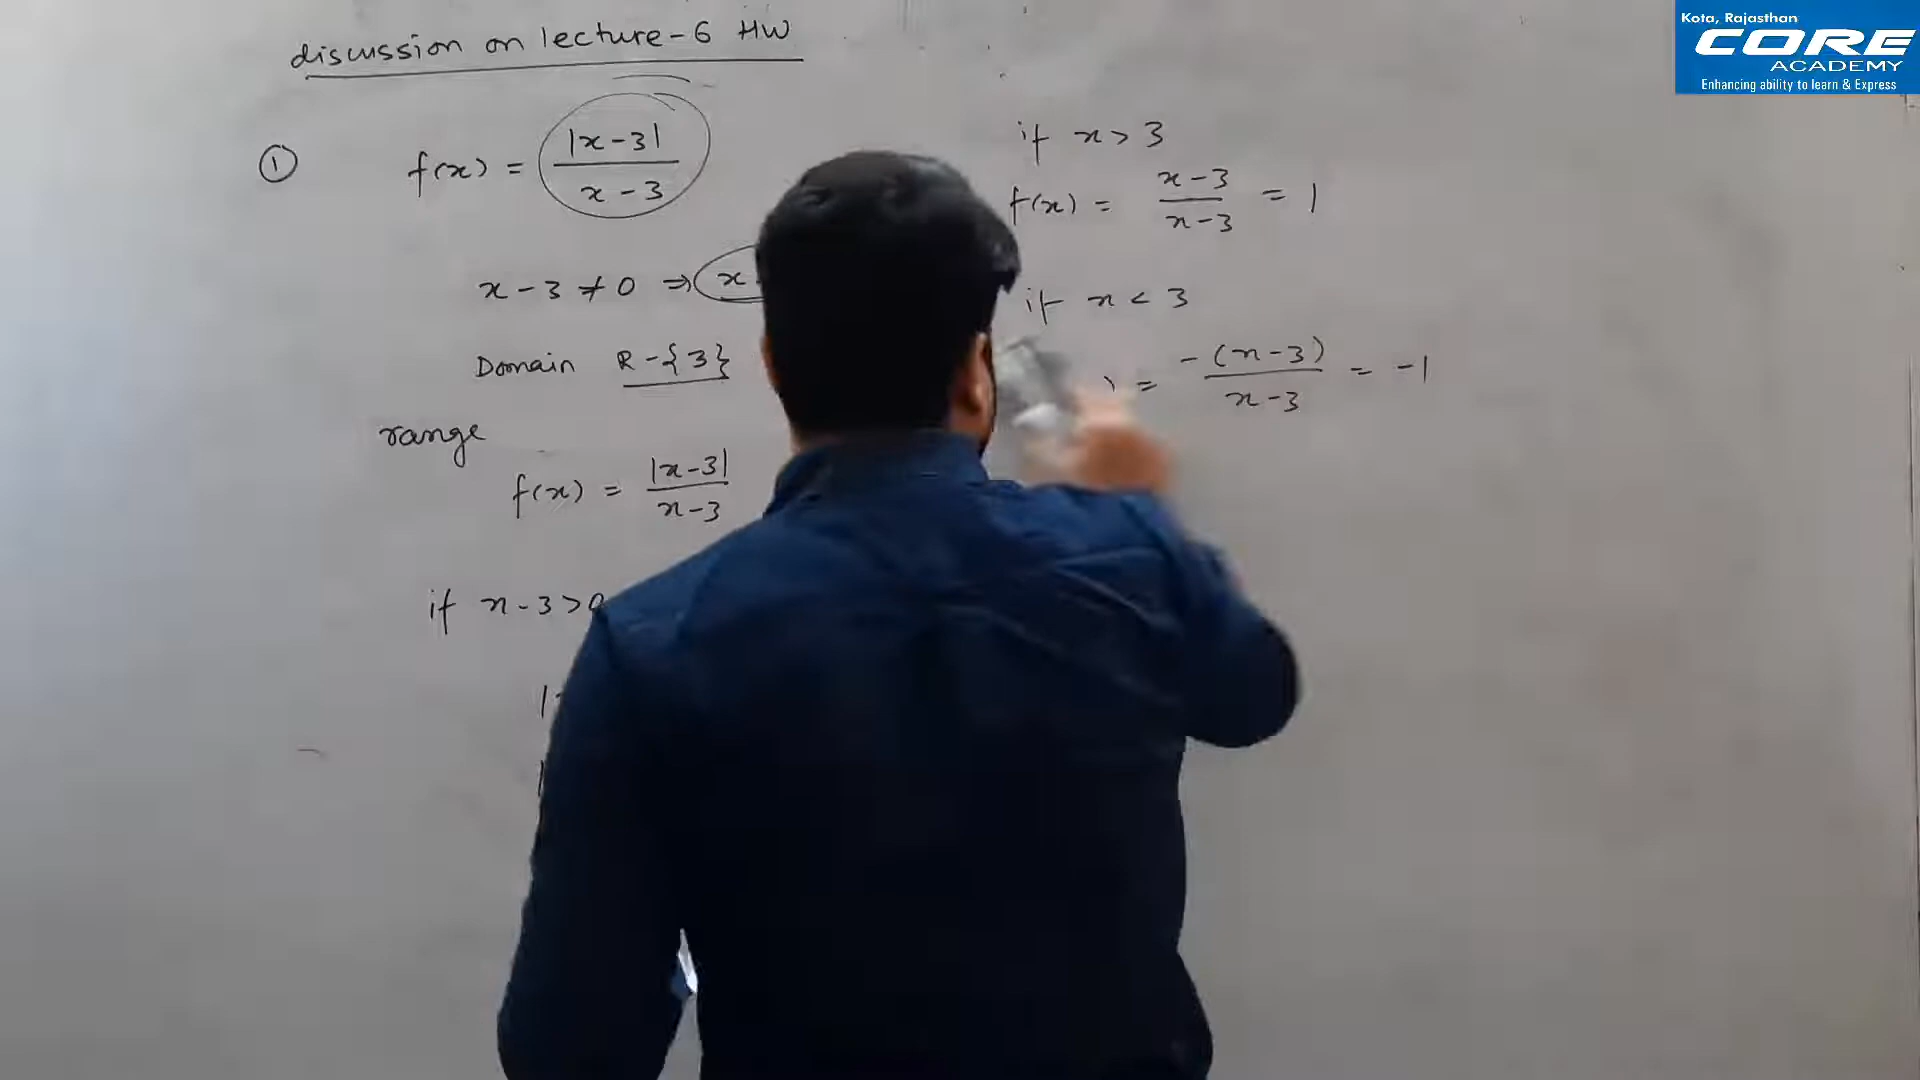 discussion on lecture-6 HW
① f(x) = |x-3| / x-3
x-3 ≠ 0 ⇒ x
Domain R-{3}
range
f(x) = |x-3| / x-3
if x-3>0
if x > 3
f(x) = x-3 / x-3 = 1
if x < 3
) = -(x-3) / x-3 = -1
Kota, Rajasthan
CORE
ACADEMY
Enhancing ability to learn & Express